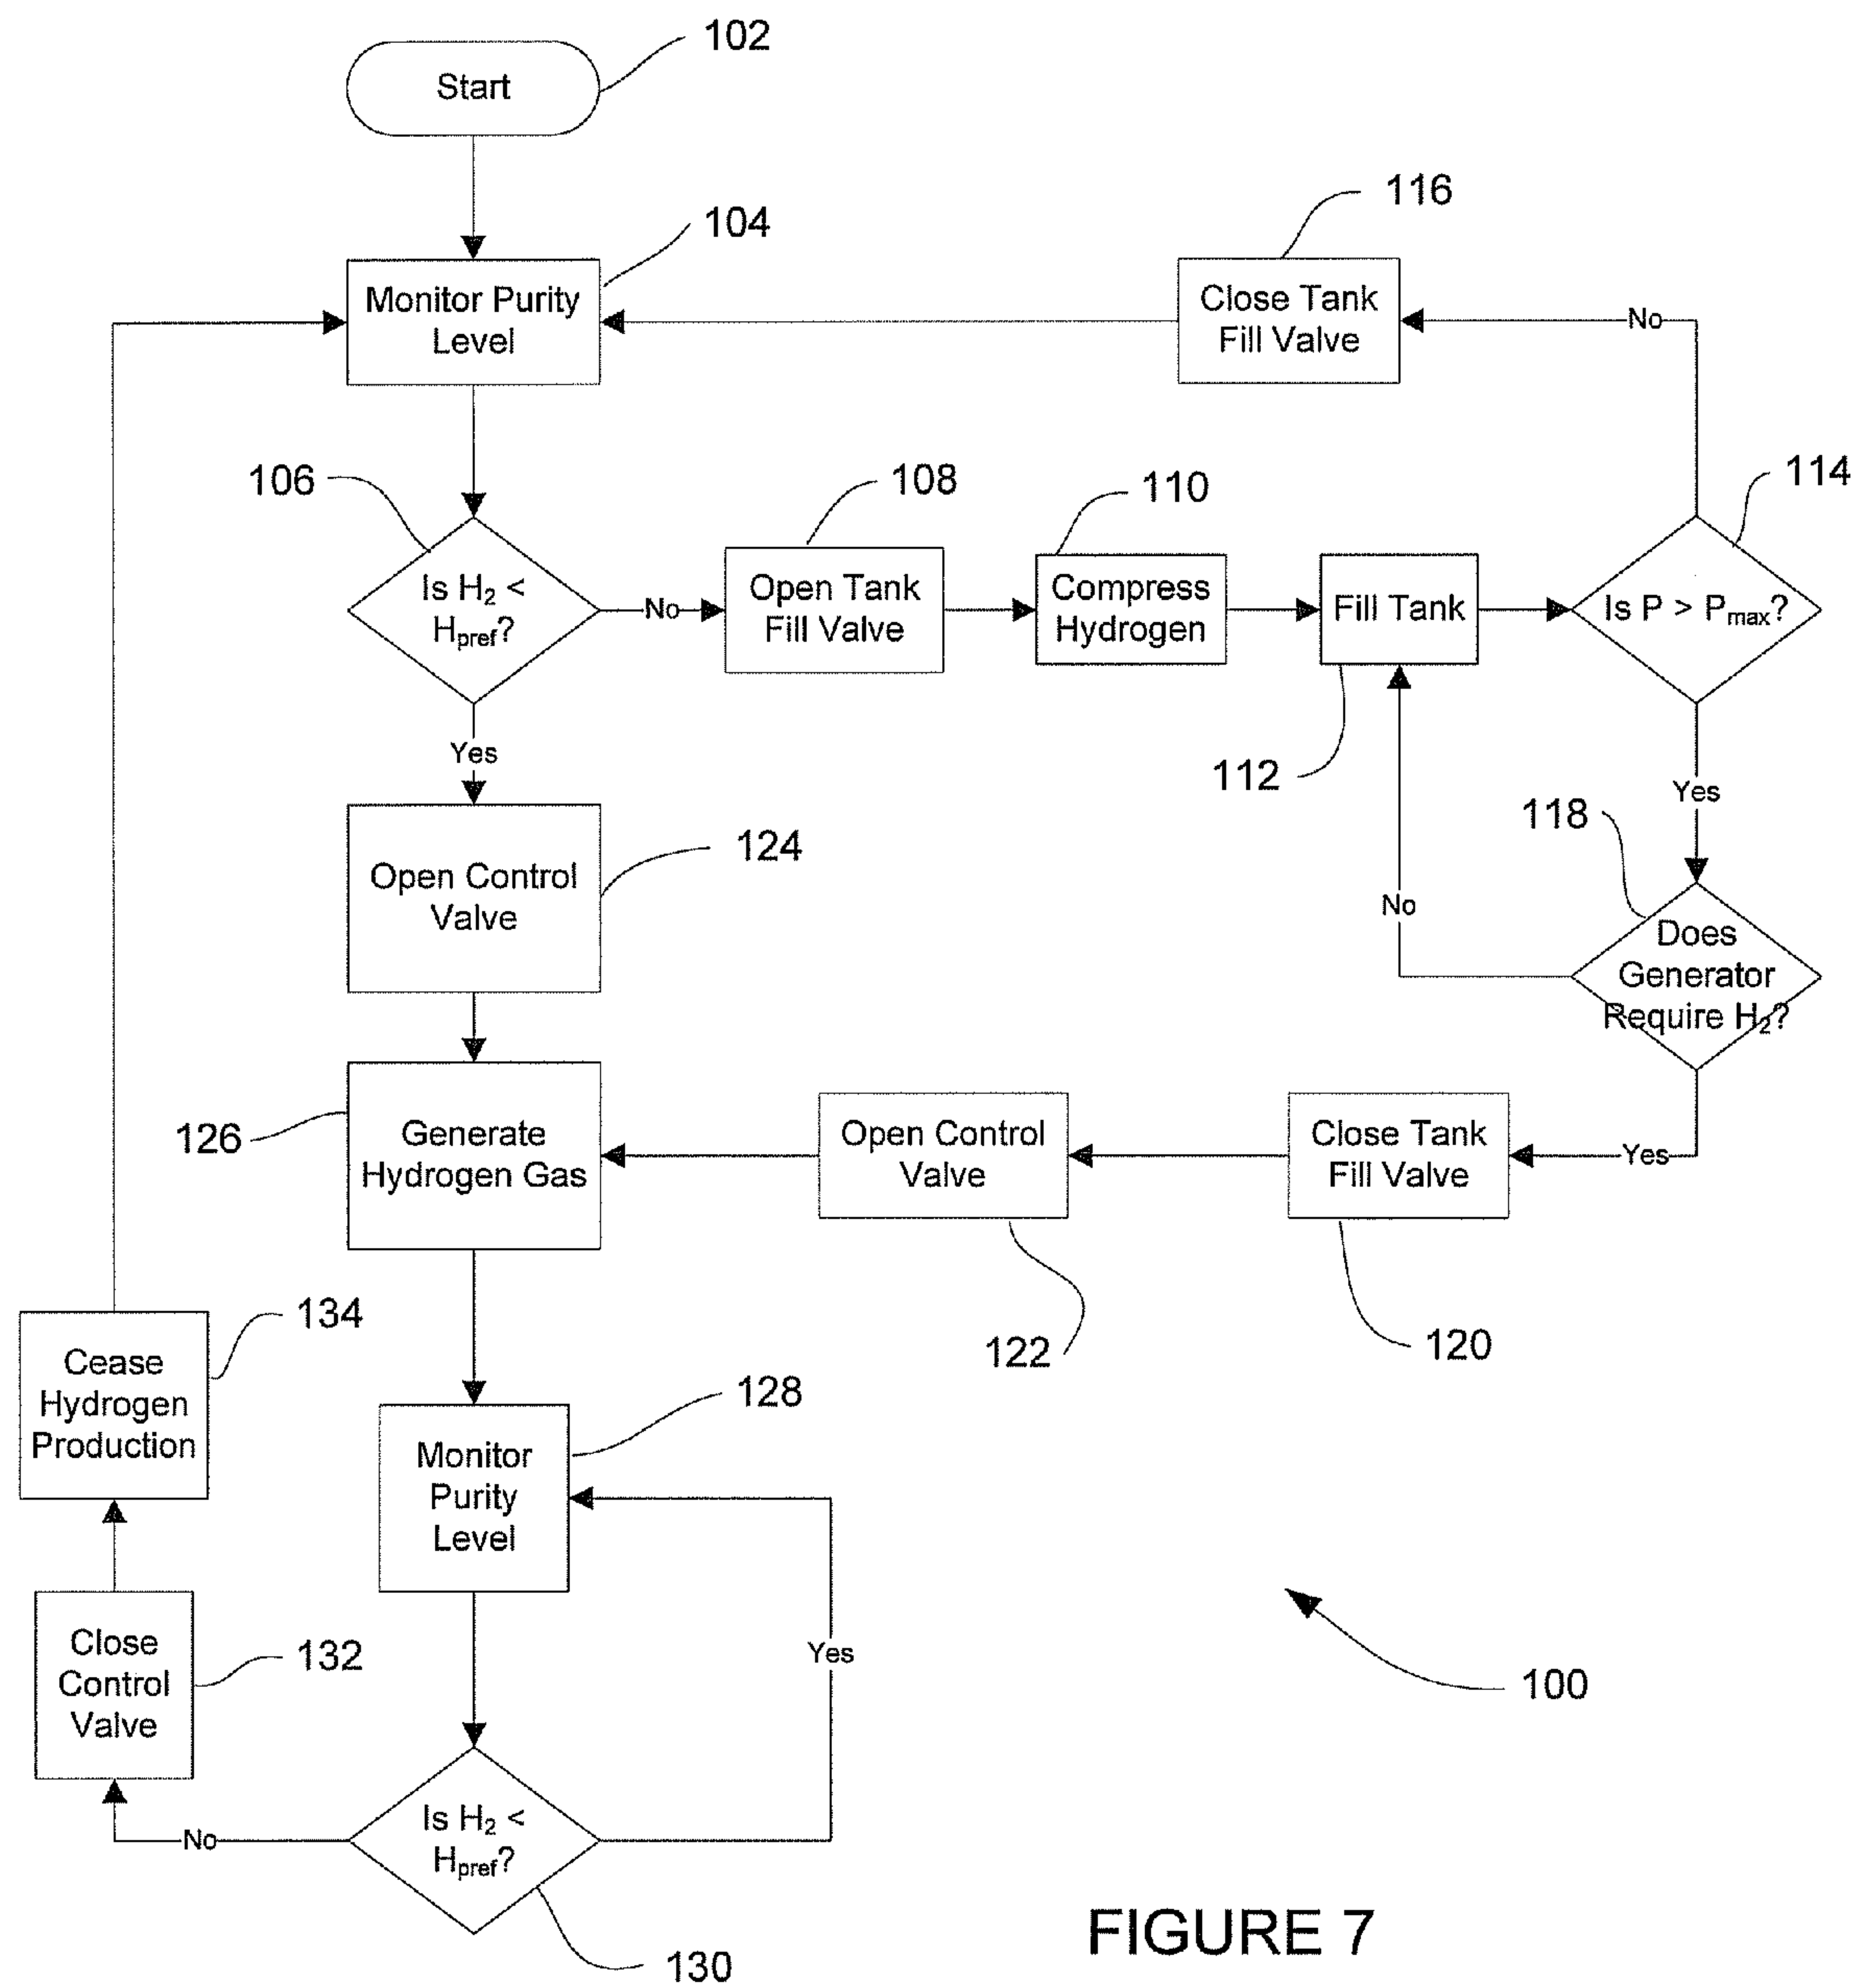 102
Start
116
104
Monitor Purity
Level
Close Tank
Fill Valve
No
106
108
110
114
Is H₂ <
Hpref?
No
Open Tank
Fill Valve
Compress
Hydrogen
Fill Tank
Is P > Pmax?
112
Yes
Yes
118
124
Open Control
Valve
No
Does
Generator
Require H₂?
126
Generate
Hydrogen Gas
Open Control
Valve
Close Tank
Fill Valve
Yes
122
120
134
Cease
Hydrogen
Production
128
Monitor
Purity
Level
Yes
132
Close
Control
Valve
100
No
Is H₂ <
Hpref?
130
FIGURE 7